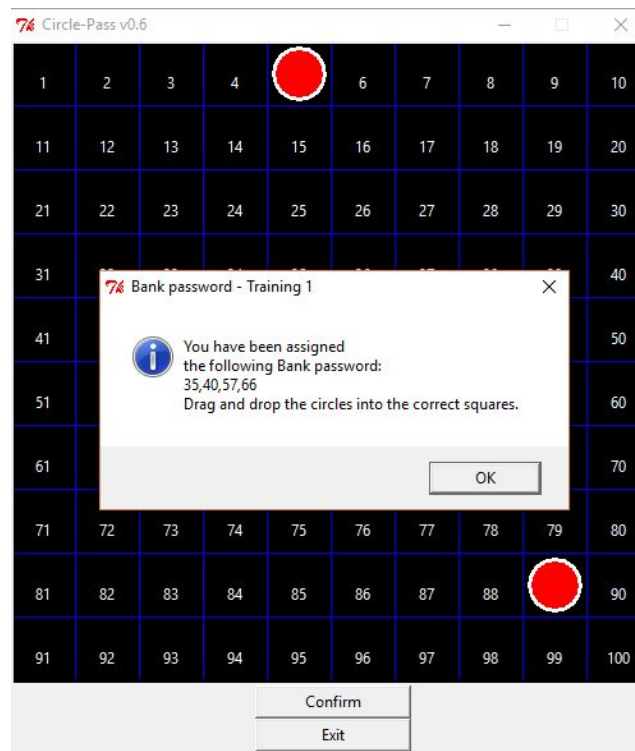 Circle-Pass v0.6
1 2 3 4 6 7 8 9 10
11 12 13 14 15 16 17 18 19 20
21 22 23 24 25 26 27 28 29 30
31 40
Bank password - Training 1
41 50
You have been assigned
the following Bank password:
35,40,57,66
Drag and drop the circles into the correct squares.
51 60
61 70
OK
71 72 73 74 75 76 77 78 79 80
81 82 83 84 85 86 87 88 90
91 92 93 94 95 96 97 98 99 100
Confirm
Exit